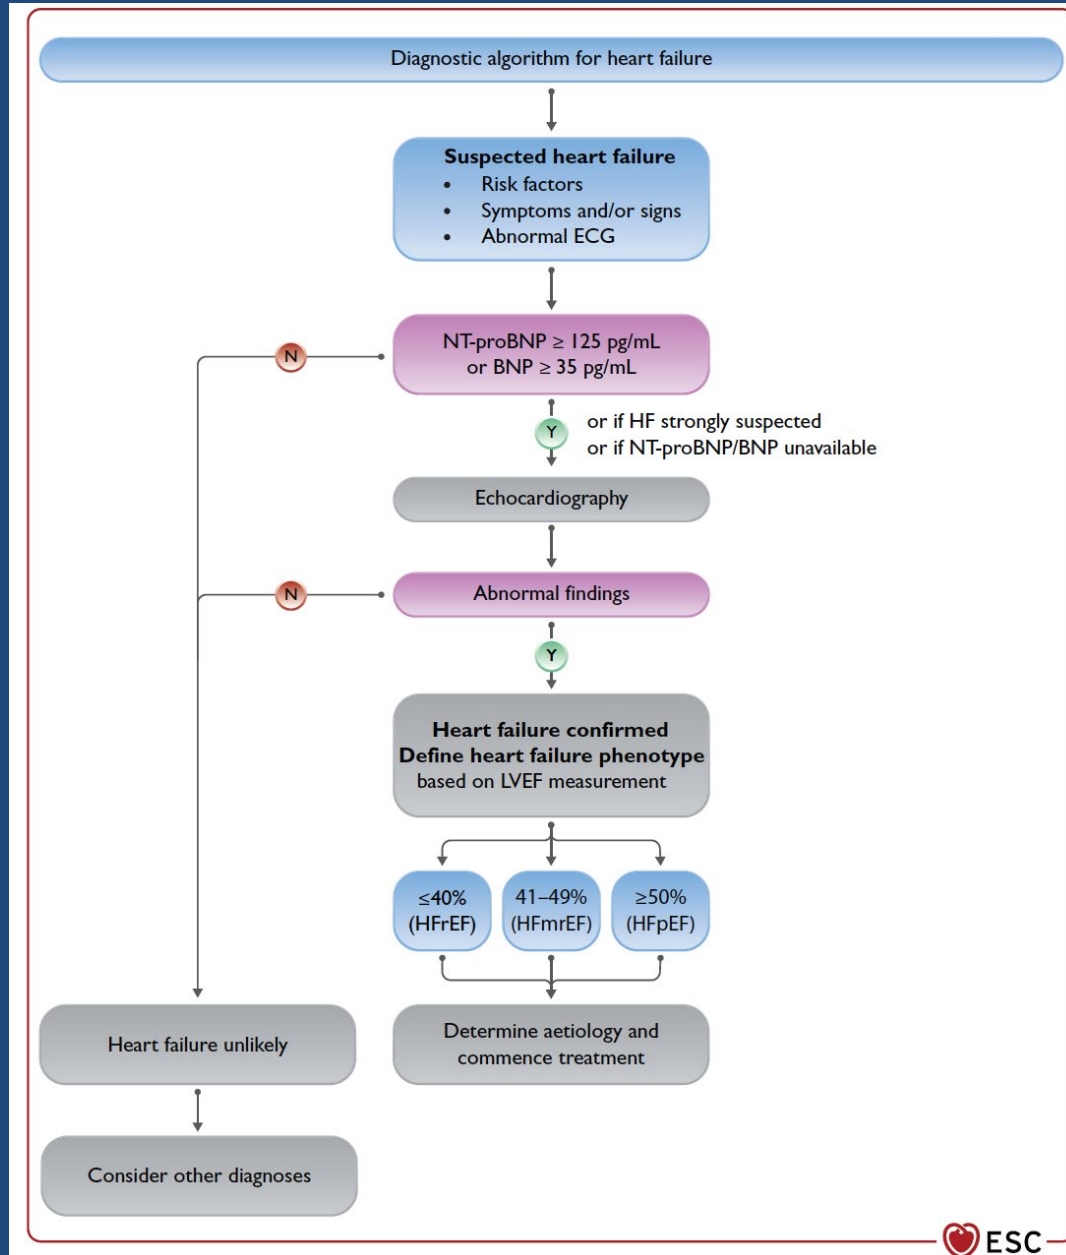 Diagnostic algorithm for heart failure
Suspected heart failure
• Risk factors
• Symptoms and/or signs
• Abnormal ECG
NT-proBNP ≥ 125 pg/mL
or BNP ≥ 35 pg/mL
N
Y
or if HF strongly suspected
or if NT-proBNP/BNP unavailable
Echocardiography
Abnormal findings
N
Y
Heart failure confirmed
Define heart failure phenotype
based on LVEF measurement
≤40%
(HFrEF)
41–49%
(HFmrEF)
≥50%
(HFpEF)
Determine aetiology and
commence treatment
Heart failure unlikely
Consider other diagnoses
ESC